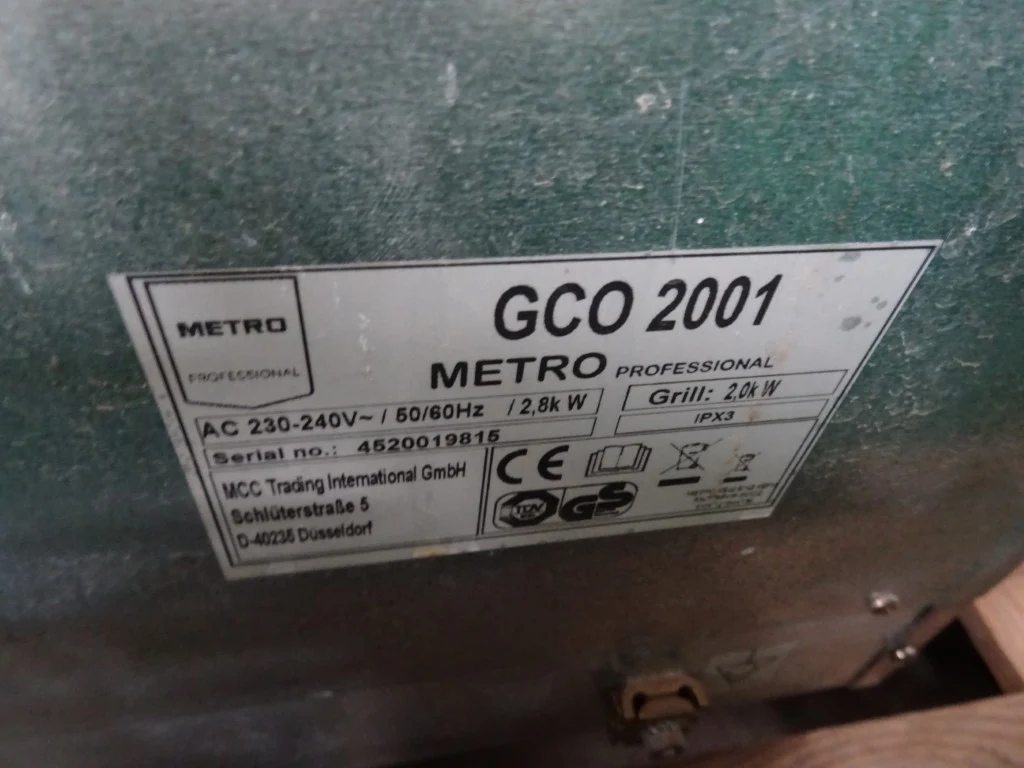 METRO
PROFESSIONAL
GCO 2001
METRO PROFESSIONAL
AC 230-240V~ / 50/60Hz / 2,8k W
Grill: 2,0k W
Serial no.: 4520019815
IPX3
MCC Trading International GmbH
Schlüterstraße 5
D-40235 Düsseldorf
CE
TÜV
GS